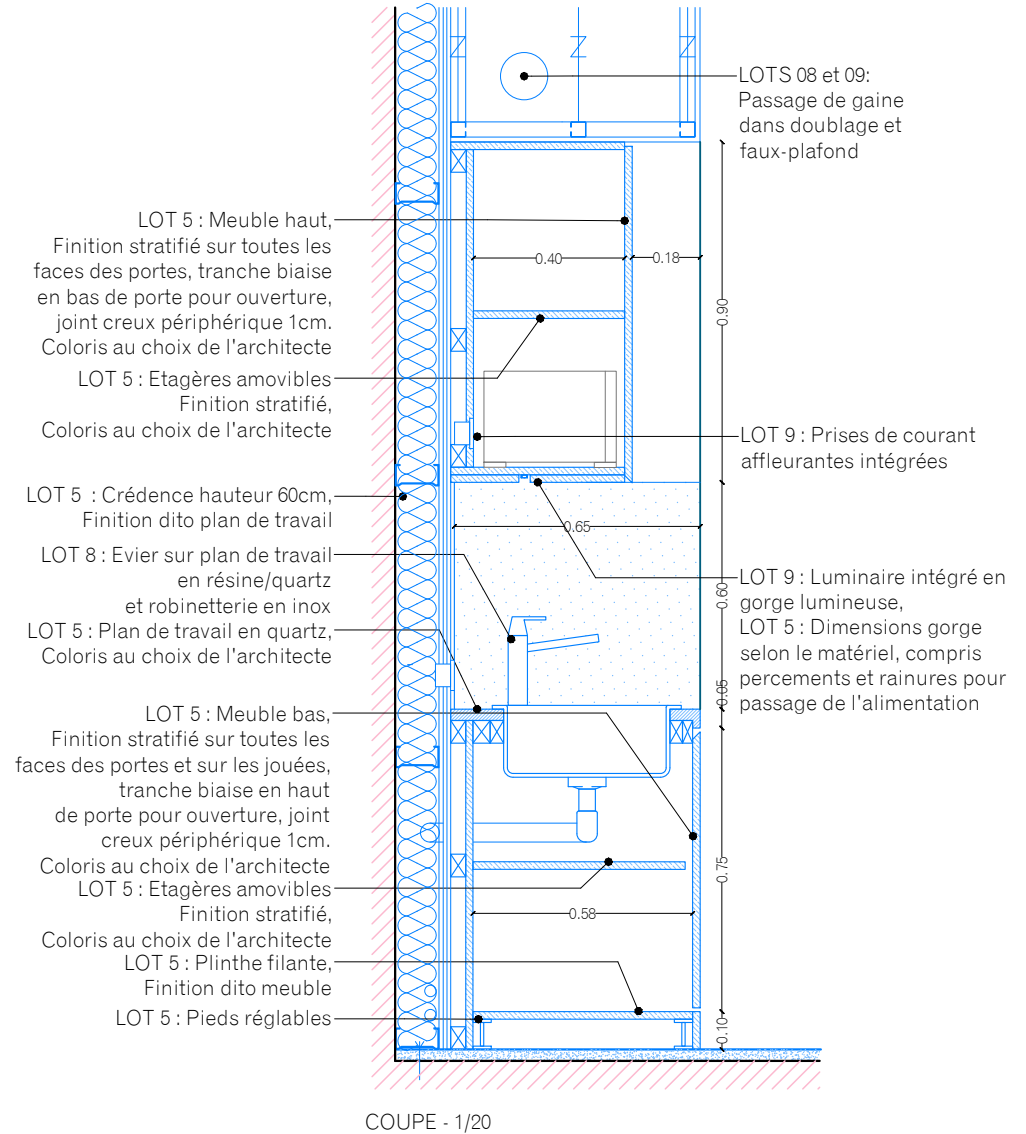 LOTS 08 et 09:
Passage de gaine
dans doublage et
faux-plafond
LOT 5 : Meuble haut,
Finition stratifié sur toutes les
faces des portes, tranche biaise
en bas de porte pour ouverture,
joint creux périphérique 1cm.
Coloris au choix de l'architecte
LOT 5 : Etagères amovibles
Finition stratifié,
Coloris au choix de l'architecte
0.40
0.18
0.90
LOT 9 : Prises de courant
affleurantes intégrées
LOT 5 : Crédence hauteur 60cm,
Finition dito plan de travail
LOT 8 : Evier sur plan de travail
en résine/quartz
et robinetterie en inox
LOT 5 : Plan de travail en quartz,
Coloris au choix de l'architecte
0.65
0.60
0.05
LOT 9 : Luminaire intégré en
gorge lumineuse,
LOT 5 : Dimensions gorge
selon le matériel, compris
percements et rainures pour
passage de l'alimentation
LOT 5 : Meuble bas,
Finition stratifié sur toutes les
faces des portes et sur les jouées,
tranche biaise en haut
de porte pour ouverture, joint
creux périphérique 1cm.
Coloris au choix de l'architecte
LOT 5 : Etagères amovibles
Finition stratifié,
Coloris au choix de l'architecte
0.58
0.75
LOT 5 : Plinthe filante,
Finition dito meuble
LOT 5 : Pieds réglables
0.10
COUPE - 1/20